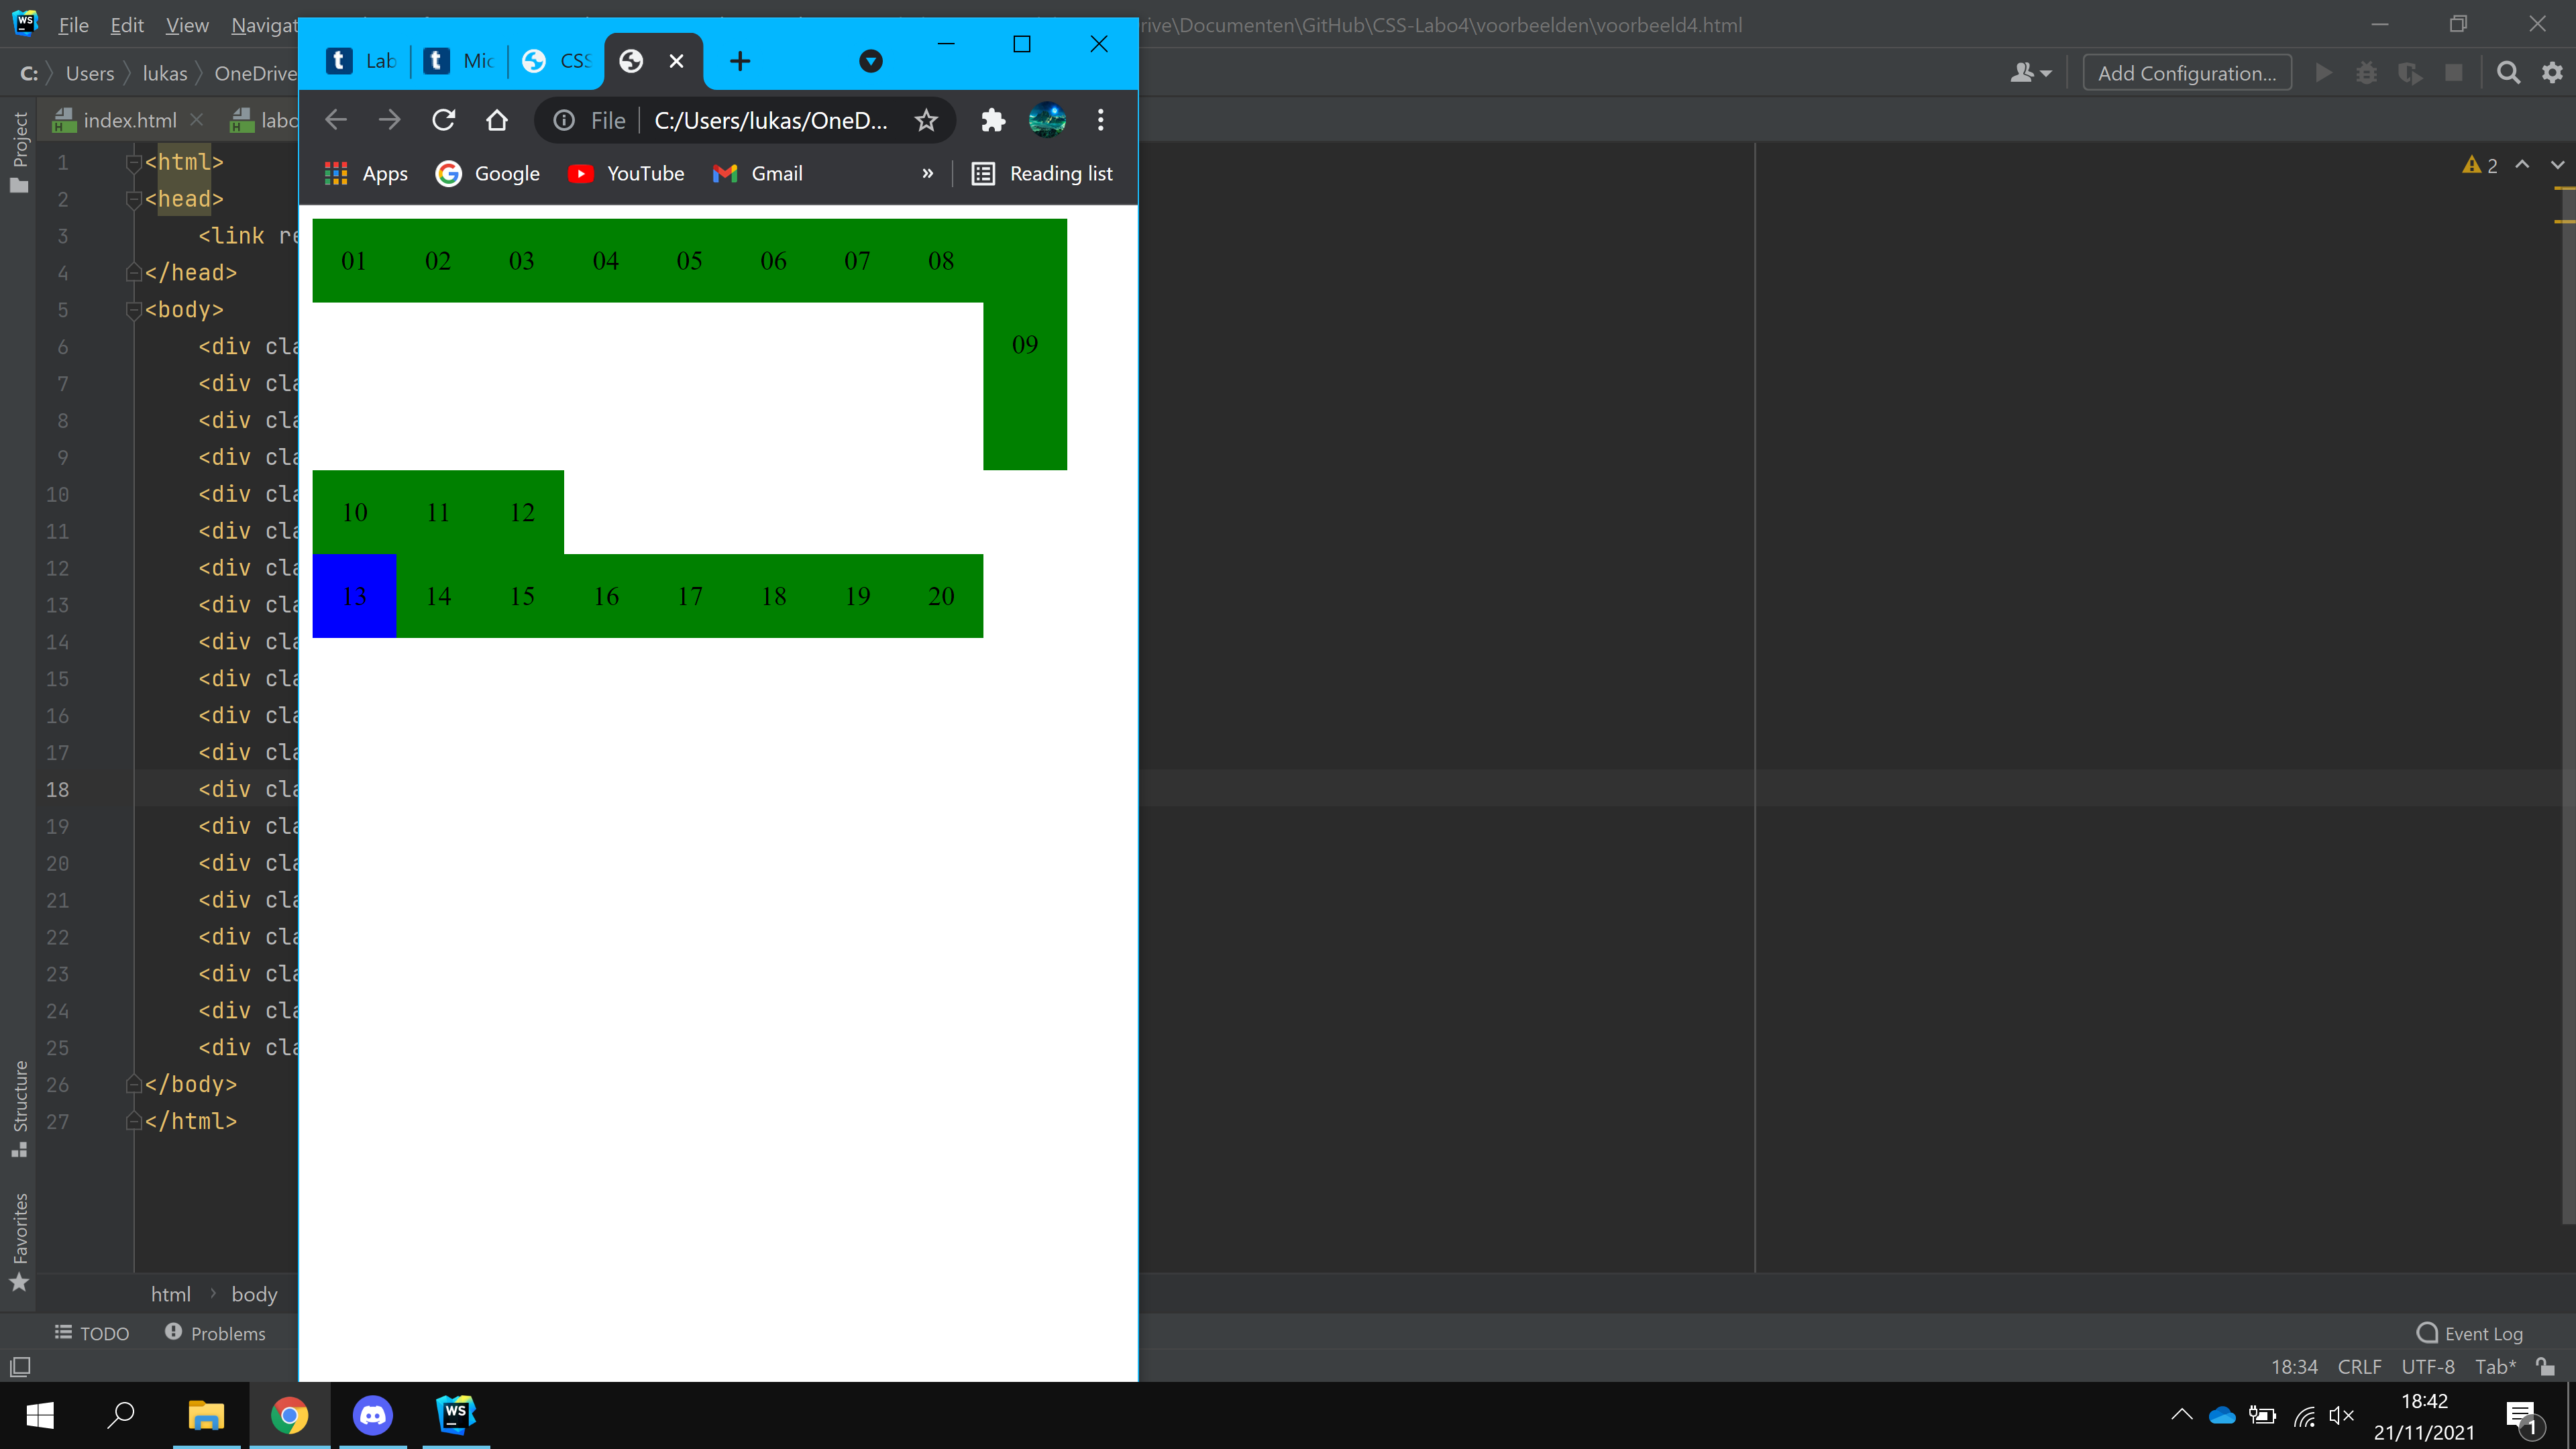 WS File Edit View Navigat rive\Documenten\GitHub\CSS-Labo4\voorbeelden\voorbeeld4.html
C: Users lukas OneDrive Add Configuration...
index.html labo
Lab Mic CSS
File C:/Users/lukas/OneD...
Apps Google YouTube Gmail » Reading list
Project
2
1 <html>
2 <head>
3 <link re
4 </head>
5 <body>
6 <div cla
7 <div cla
8 <div cla
9 <div cla
10 <div cla
11 <div cla
12 <div cla
13 <div cla
14 <div cla
15 <div cla
16 <div cla
17 <div cla
18 <div cla
19 <div cla
20 <div cla
21 <div cla
22 <div cla
23 <div cla
24 <div cla
25 <div cla
26 </body>
27 </html>
01 02 03 04 05 06 07 08
09
10 11 12
13 14 15 16 17 18 19 20
Structure
Favorites
html body
TODO Problems Event Log
18:34 CRLF UTF-8 Tab*
WS
18:42
21/11/2021
1